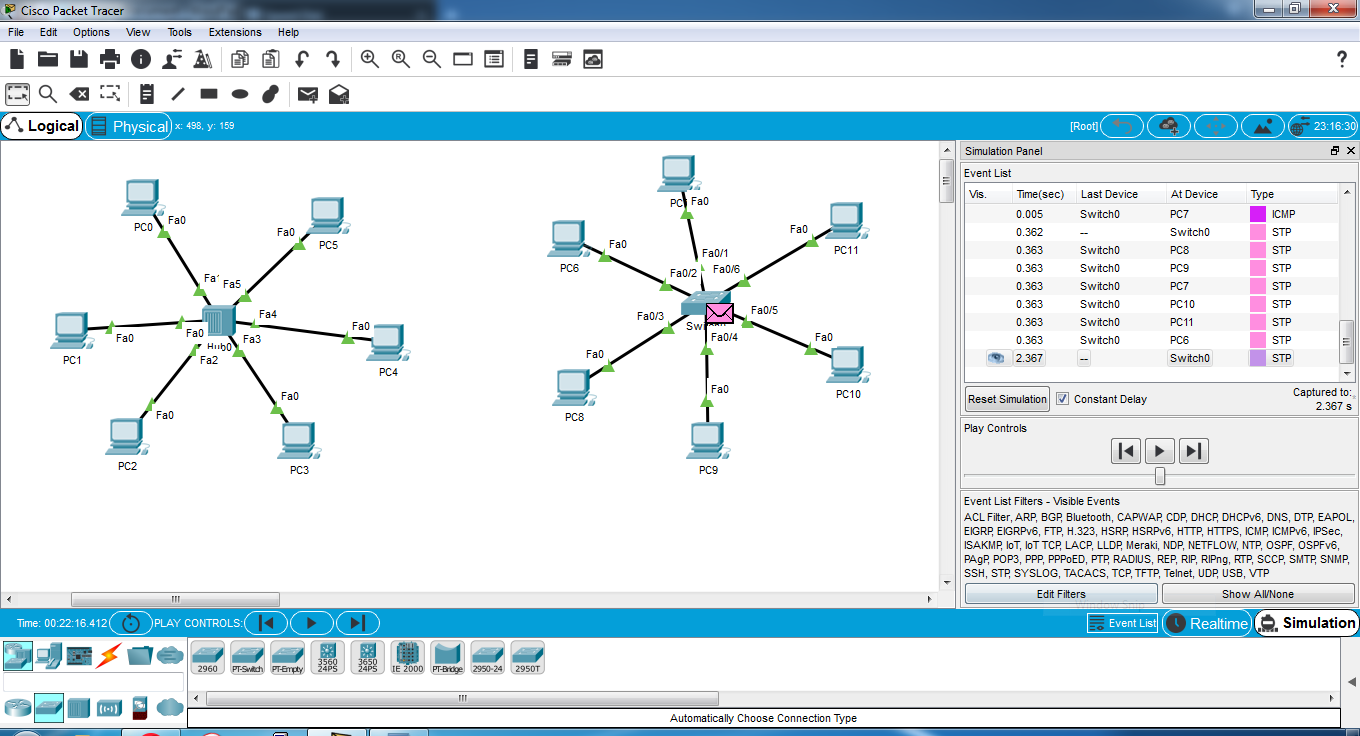 Cisco Packet Tracer
File Edit Options View Tools Extensions Help
Logical Physical x: 498, y: 159 [Root] 23:16:30
PC0 Fa0
PC5 Fa0
PC1 Fa0
PC2 Fa0
PC3 Fa0
PC4 Fa0
Fa5
Fa4
Fa0
Fa3
Fa2
PC6 Fa0
Fa0
PC11 Fa0
PC8 Fa0
PC9 Fa0
PC10 Fa0
Fa0/1
Fa0/2 Fa0/6
Fa0/3 Fa0/5
Fa0/4
Simulation Panel
Event List
Vis. Time(sec) Last Device At Device Type
0.005 Switch0 PC7 ICMP
0.362 -- Switch0 STP
0.363 Switch0 PC8 STP
0.363 Switch0 PC9 STP
0.363 Switch0 PC7 STP
0.363 Switch0 PC10 STP
0.363 Switch0 PC11 STP
0.363 Switch0 PC6 STP
2.367 -- Switch0 STP
Reset Simulation Constant Delay Captured to:
2.367 s
Play Controls
Event List Filters - Visible Events
ACL Filter, ARP, BGP, Bluetooth, CAPWAP, CDP, DHCP, DHCPv6, DNS, DTP, EAPOL,
EIGRP, EIGRPv6, FTP, H.323, HSRP, HSRPv6, HTTP, HTTPS, ICMP, ICMPv6, IPSec,
ISAKMP, IoT, IoT TCP, LACP, LLDP, Meraki, NDP, NETFLOW, NTP, OSPF, OSPFv6,
PAgP, POP3, PPP, PPPoED, PTP, RADIUS, REP, RIP, RIPng, RTP, SCCP, SMTP, SNMP,
SSH, STP, SYSLOG, TACACS, TCP, TFTP, Telnet, UDP, USB, VTP
Edit Filters Show All/None
Time: 00:22:16.412 PLAY CONTROLS: Event List Realtime Simulation
2960 PT-Switch PT-Empty 3560 24PS 3650 24PS IE 2000 PT-Bridge 2950-24 2950T
Automatically Choose Connection Type